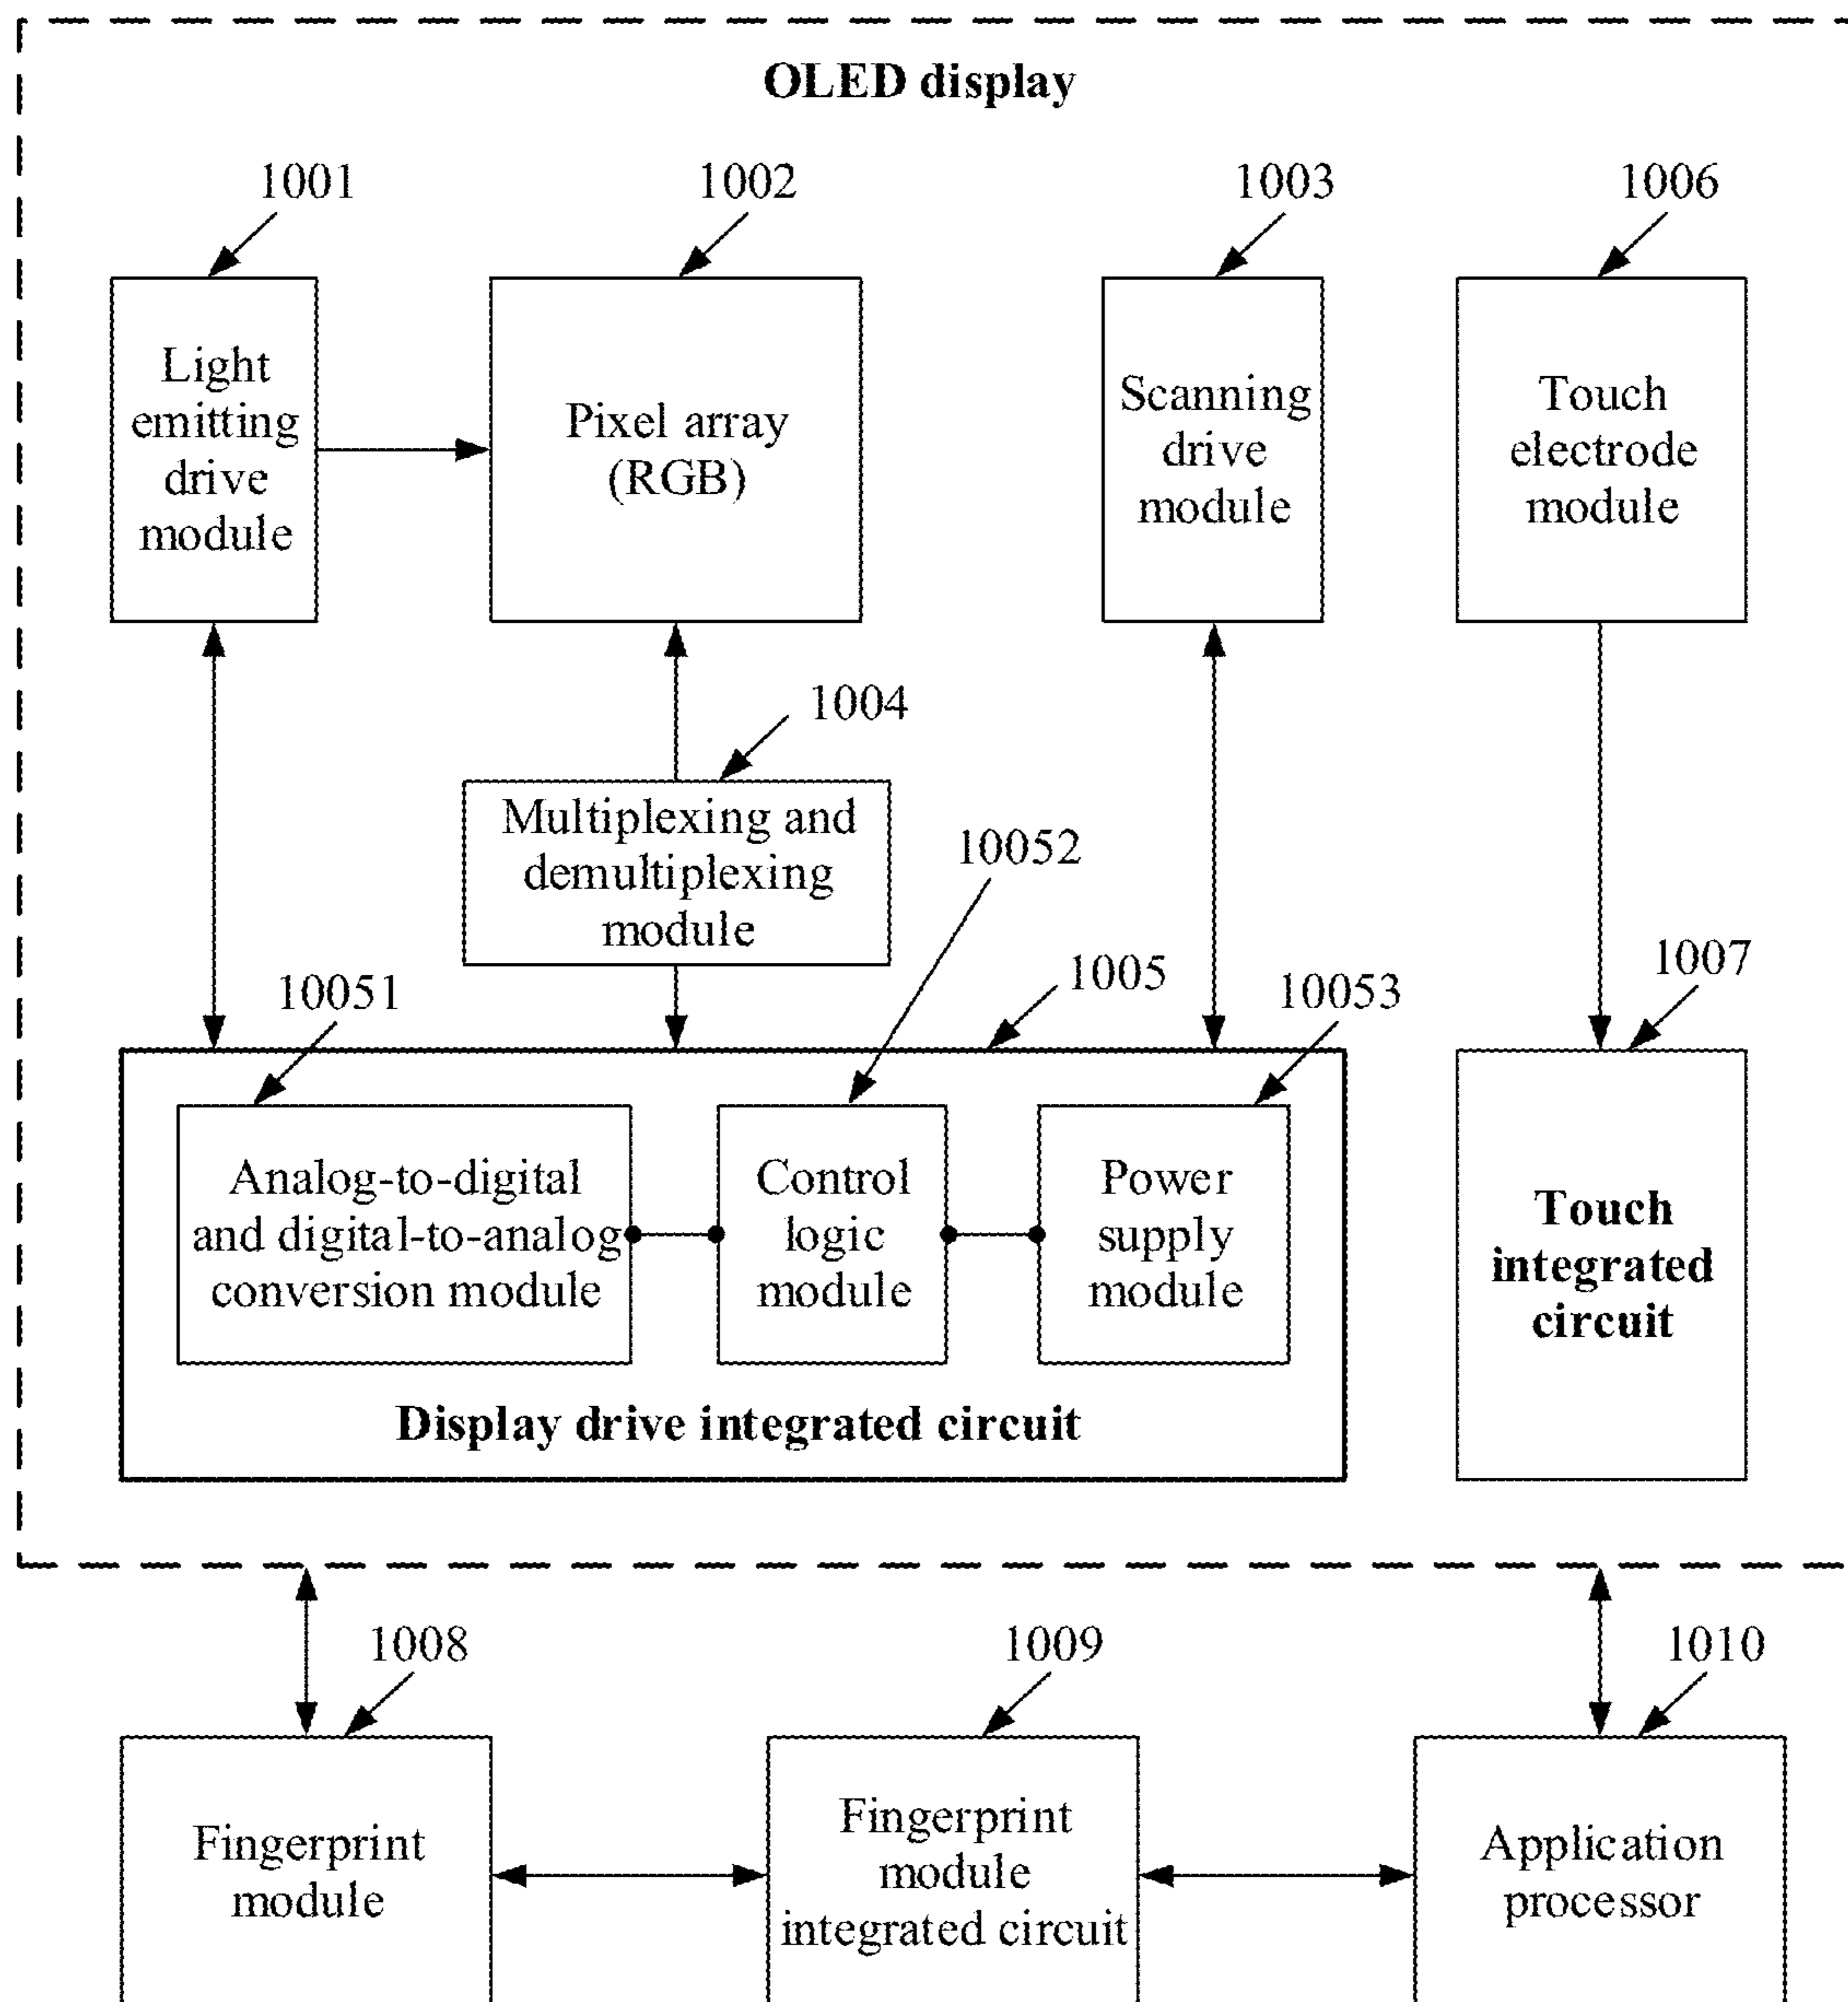 OLED display
1001
1002
1003
1006
Light
emitting
drive
module
Pixel array
(RGB)
Scanning
drive
module
Touch
electrode
module
1004
Multiplexing and
demultiplexing
module
10052
10051
1005
10053
1007
Analog-to-digital
and digital-to-analog
conversion module
Control
logic
module
Power
supply
module
Touch
integrated
circuit
Display drive integrated circuit
1008
1009
1010
Fingerprint
module
Fingerprint
module
integrated circuit
Application
processor